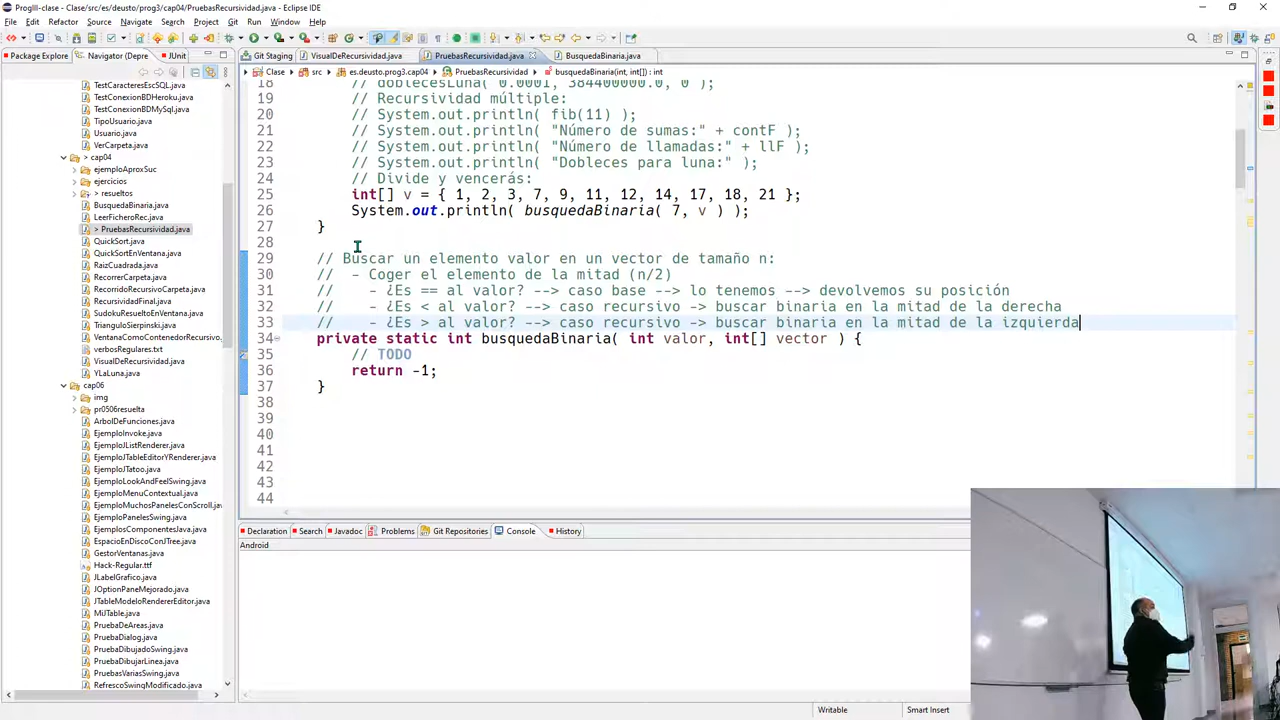 ProgIII-clase - Clase/src/es/deusto/prog3/cap04/PruebasRecursividad.java - Eclipse IDE
File Edit Refactor Source Navigate Search Project Git Run Window Help
Package Explore Navigator (Depre JUnit
Git Staging VisualDeRecursividad.java PruebasRecursividad.java BusquedaBinaria.java
Clase src es.deusto.prog3.cap04 PruebasRecursividad busquedaBinaria(int, int[]) : int
TestCaracteresEscSQL.java
TestConexionBDHeroku.java
TestConexionBDMySql.java
TipoUsuario.java
Usuario.java
VerCarpeta.java
> cap04
ejemploAproxSuc
ejercicios
> resueltos
BusquedaBinaria.java
LeerFicheroRec.java
> PruebasRecursividad.java
QuickSort.java
QuickSortEnVentana.java
RaizCuadrada.java
RecorrerCarpeta.java
RecorridoRecursivoCarpeta.java
RecursividadFinal.java
SudokuResueltoEnVentana.java
TrianguloSierpinski.java
VentanaComoContenedorRecursivo.
verbosRegulares.txt
VisualDeRecursividad.java
YLaLuna.java
cap06
img
pr0506resuelta
ArbolDeFunciones.java
EjemploInvoke.java
EjemploJListRenderer.java
EjemploJTableEditorYRenderer.java
EjemploJTatoo.java
EjemploLookAndFeelSwing.java
EjemploMenuContextual.java
EjemploMuchosPanelesConScroll.java
EjemploPanelesSwing.java
EjemplosComponentesJava.java
EspacioEnDiscoConJTree.java
GestorVentanas.java
Hack-Regular.ttf
JLabelGrafico.java
JOptionPaneMejorado.java
JTableModeloRendererEditor.java
MiJTable.java
PruebaDeAreas.java
PruebaDialog.java
PruebaDibujadoSwing.java
PruebaDibujar.java
PruebasVariasSwing.java
RefrescoSwingModificado.java
18 // doblecesLuna( 0.0001, 384400000.0, 0 );
19 // Recursividad múltiple:
20 // System.out.println( fib(11) );
21 // System.out.println( "Número de sumas:" + contF );
22 // System.out.println( "Número de llamadas:" + llF );
23 // System.out.println( "Dobleces para luna:" );
24 // Divide y vencerás:
25 int[] v = { 1, 2, 3, 7, 9, 11, 12, 14, 17, 18, 21 };
26 System.out.println( busquedaBinaria( 7, v ) );
27 }
28
29 // Buscar un elemento valor en un vector de tamaño n:
30 // - Coger el elemento de la mitad (n/2)
31 // - ¿Es == al valor? --> caso base --> lo tenemos --> devolvemos su posición
32 // - ¿Es < al valor? --> caso recursivo -> buscar binaria en la mitad de la derecha
33 // - ¿Es > al valor? --> caso recursivo -> buscar binaria en la mitad de la izquierda
34 private static int busquedaBinaria( int valor, int[] vector ) {
35 // TODO
36 return -1;
37 }
38
39
40
41
42
43
44
Declaration Search Javadoc Problems Git Repositories Console History
Android
Writable Smart Insert